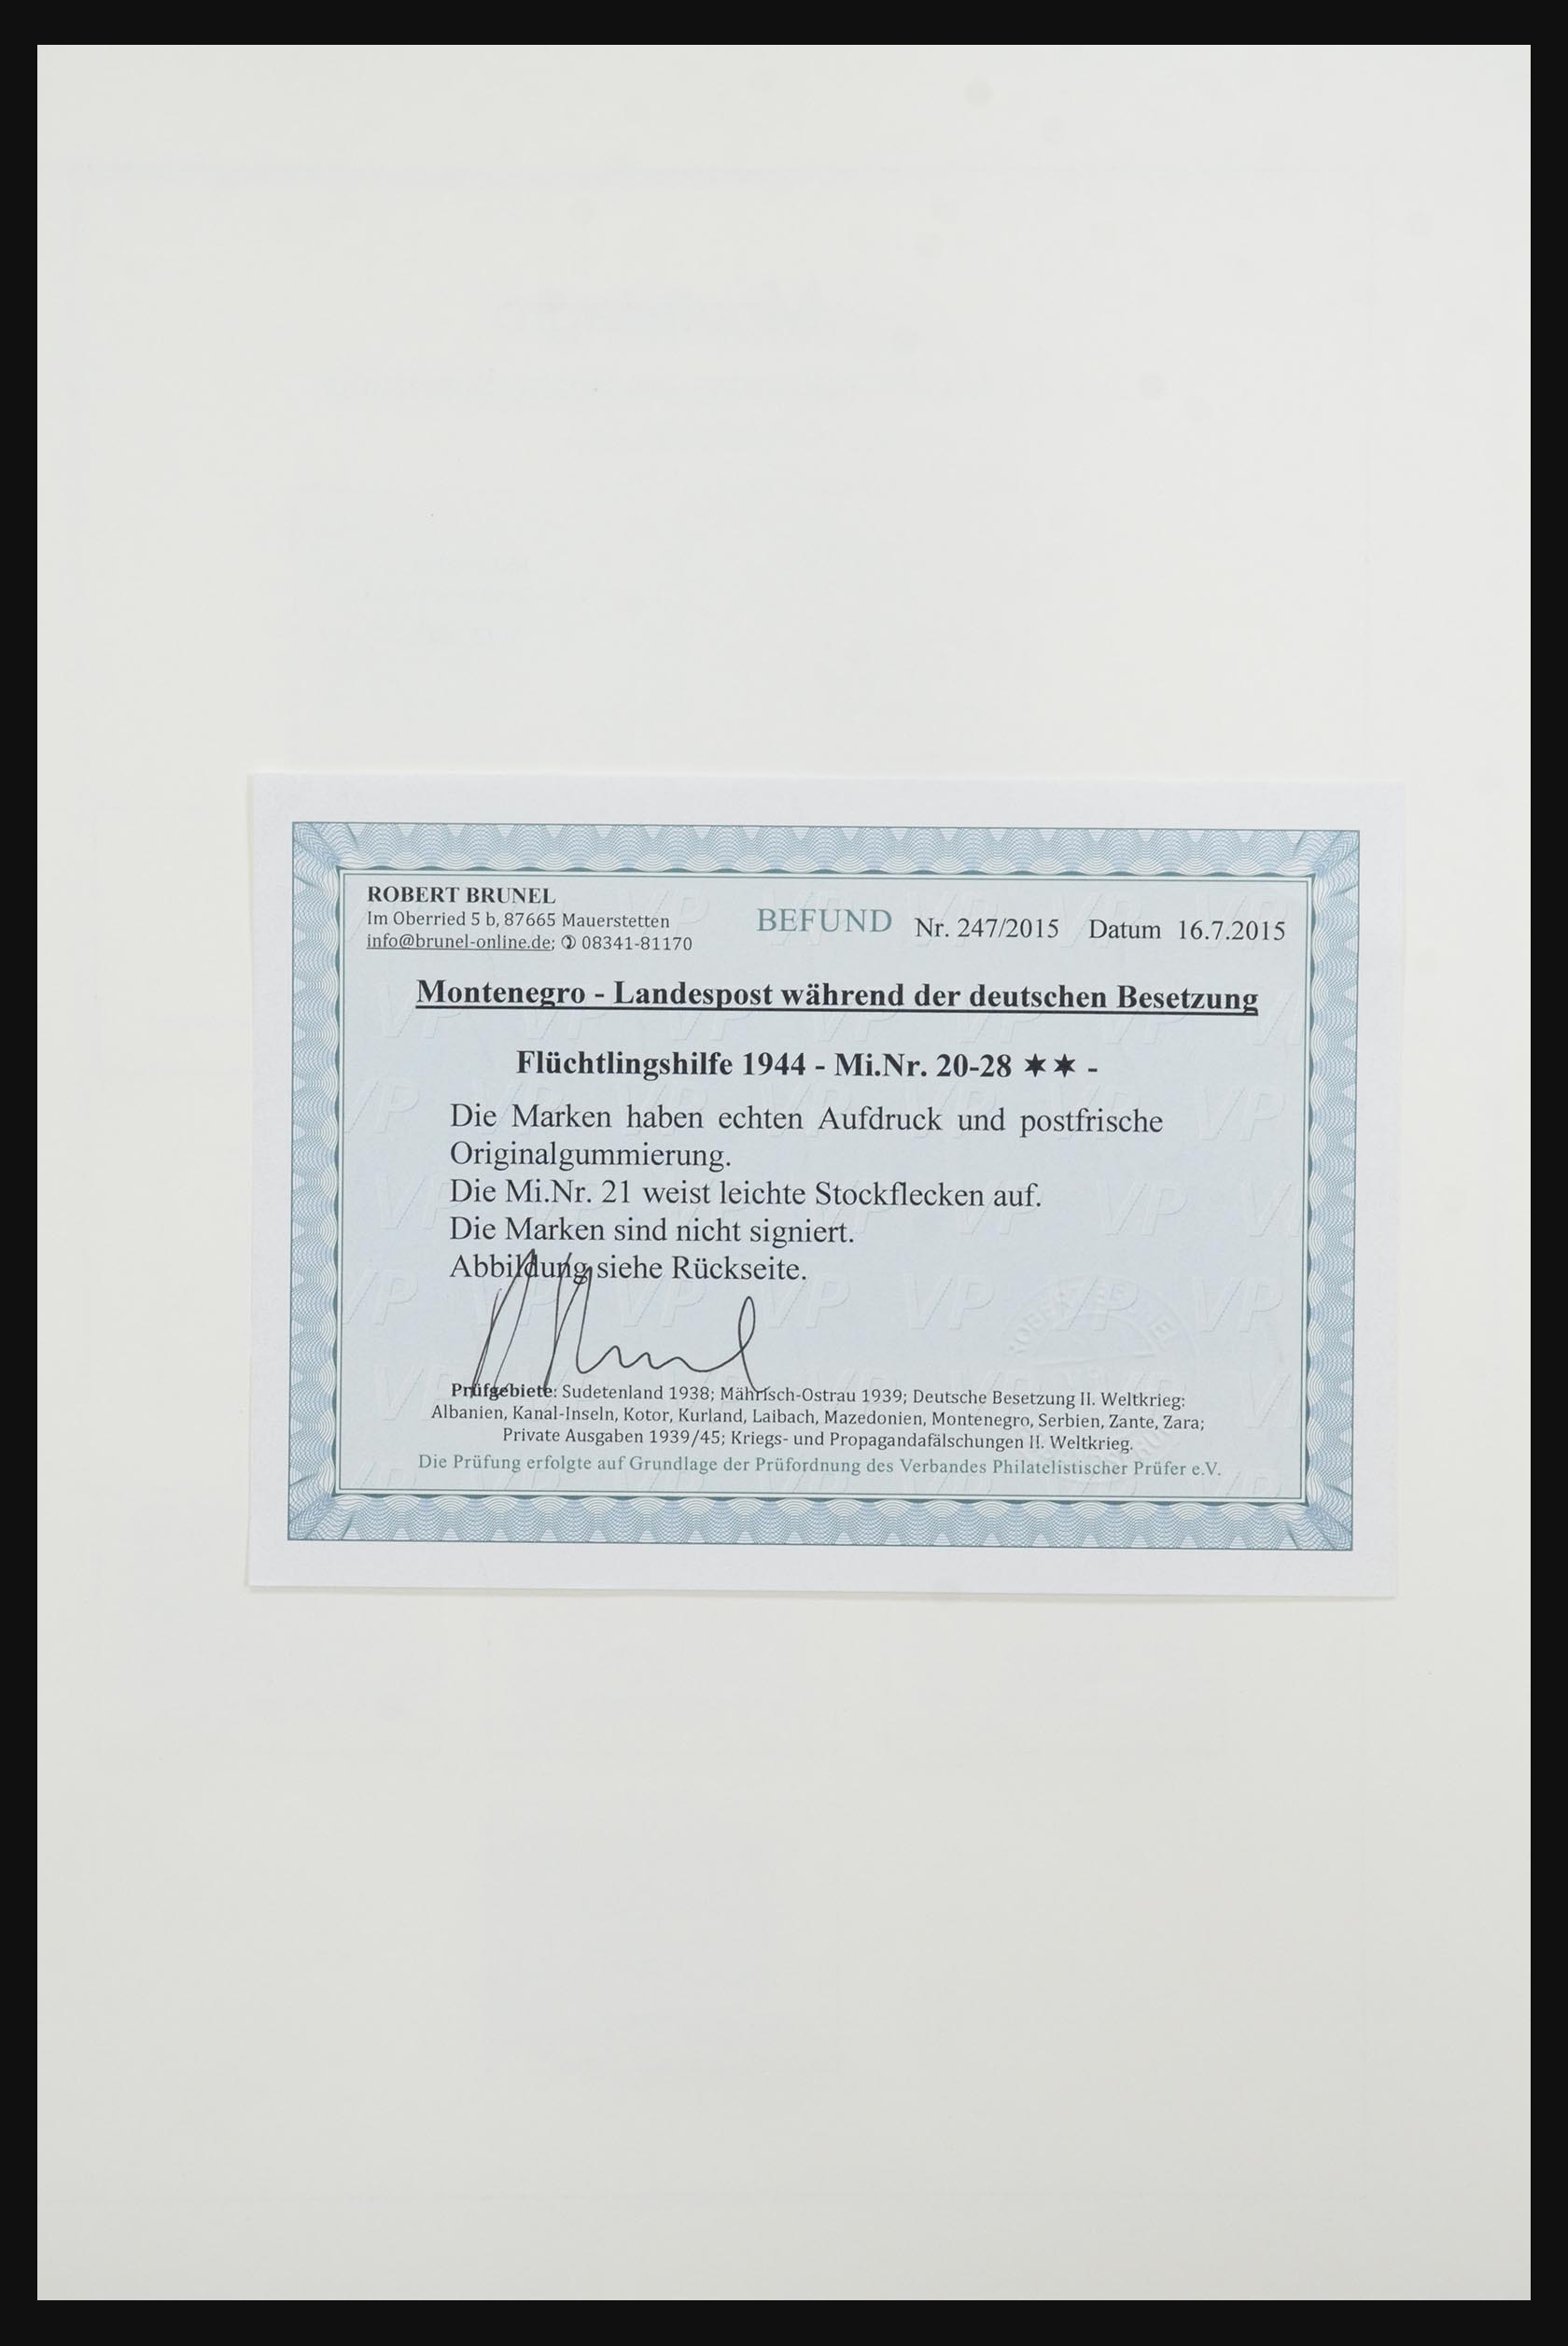 ROBERT BRUNEL
Im Oberried 5 b, 87665 Mauerstetten
info@brunel-online.de; ✆ 08341-81170
BEFUND Nr. 247/2015 Datum 16.7.2015
Montenegro - Landespost während der deutschen Besetzung
Flüchtlingshilfe 1944 - Mi.Nr. 20-28 ★★ -
Die Marken haben echten Aufdruck und postfrische
Originalgummierung.
Die Mi.Nr. 21 weist leichte Stockflecken auf.
Die Marken sind nicht signiert.
Abbildung siehe Rückseite.
Prüfgebiete: Sudetenland 1938; Mährisch-Ostrau 1939; Deutsche Besetzung II. Weltkrieg:
Albanien, Kanal-Inseln, Kotor, Kurland, Laibach, Mazedonien, Montenegro, Serbien, Zante, Zara;
Private Ausgaben 1939/45; Kriegs- und Propagandafälschungen II. Weltkrieg.
Die Prüfung erfolgte auf Grundlage der Prüfordnung des Verbandes Philatelistischer Prüfer e.V.